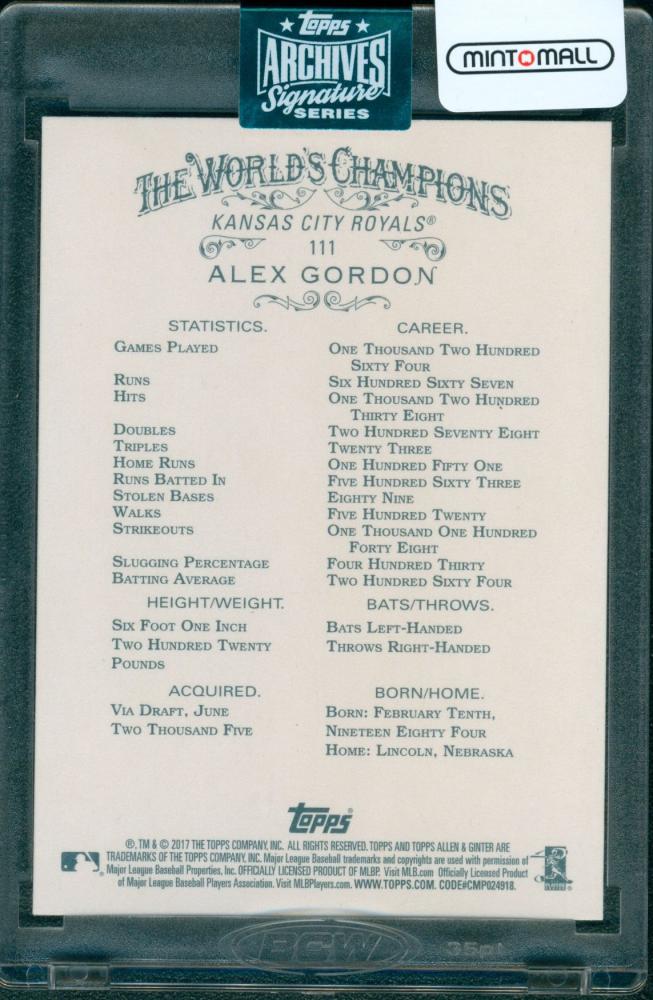 Topps
ARCHIVES
Signature
SERIES
MINT MALL
THE WORLD'S CHAMPIONS
KANSAS CITY ROYALS®
111
ALEX GORDON
STATISTICS. CAREER.
GAMES PLAYED ONE THOUSAND TWO HUNDRED
SIXTY FOUR
RUNS SIX HUNDRED SIXTY SEVEN
HITS ONE THOUSAND TWO HUNDRED
THIRTY EIGHT
DOUBLES TWO HUNDRED SEVENTY EIGHT
TRIPLES TWENTY THREE
HOME RUNS ONE HUNDRED FIFTY ONE
RUNS BATTED IN FIVE HUNDRED SIXTY THREE
STOLEN BASES EIGHTY NINE
WALKS FIVE HUNDRED TWENTY
STRIKEOUTS ONE THOUSAND ONE HUNDRED
FORTY EIGHT
SLUGGING PERCENTAGE FOUR HUNDRED THIRTY
BATTING AVERAGE TWO HUNDRED SIXTY FOUR
HEIGHT/WEIGHT. BATS/THROWS.
SIX FOOT ONE INCH BATS LEFT-HANDED
TWO HUNDRED TWENTY THROWS RIGHT-HANDED
POUNDS
ACQUIRED. BORN/HOME.
VIA DRAFT, JUNE BORN: FEBRUARY TENTH,
TWO THOUSAND FIVE NINETEEN EIGHTY FOUR
HOME: LINCOLN, NEBRASKA
Topps®
®, TM & © 2017 THE TOPPS COMPANY, INC. ALL RIGHTS RESERVED. TOPPS AND TOPPS ALLEN & GINTER ARE
TRADEMARKS OF THE TOPPS COMPANY, INC. Major League Baseball trademarks and copyrights are used with permission of
Major League Baseball Properties, Inc. OFFICIALLY LICENSED PRODUCT OF MLBP. Visit MLB.com Officially Licensed Product
of Major League Baseball Players Association. Visit MLBPlayers.com. WWW.TOPPS.COM. CODE#CMP024918.
BCW 35pt